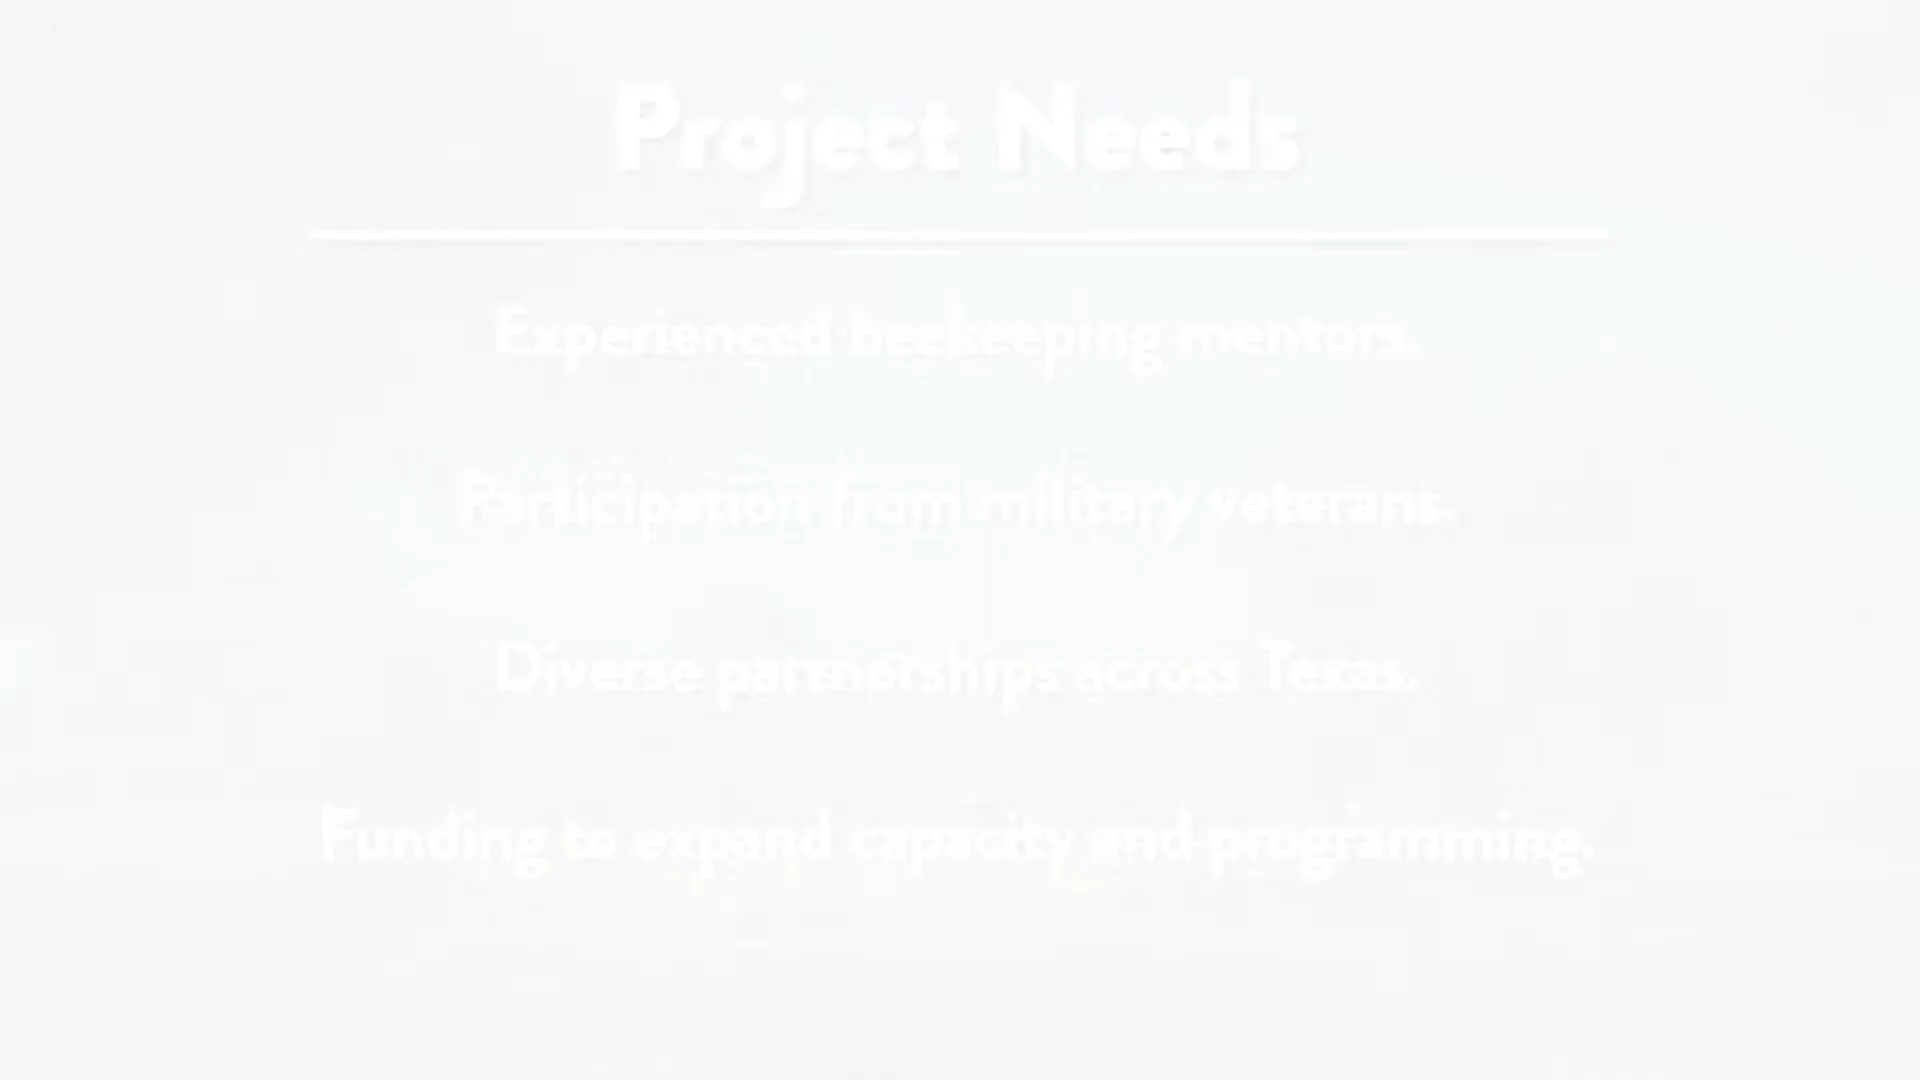 Project Needs
Experienced beekeeping mentors.
Participation from military veterans.
Diverse partnerships across Texas.
Funding to expand capacity and programming.